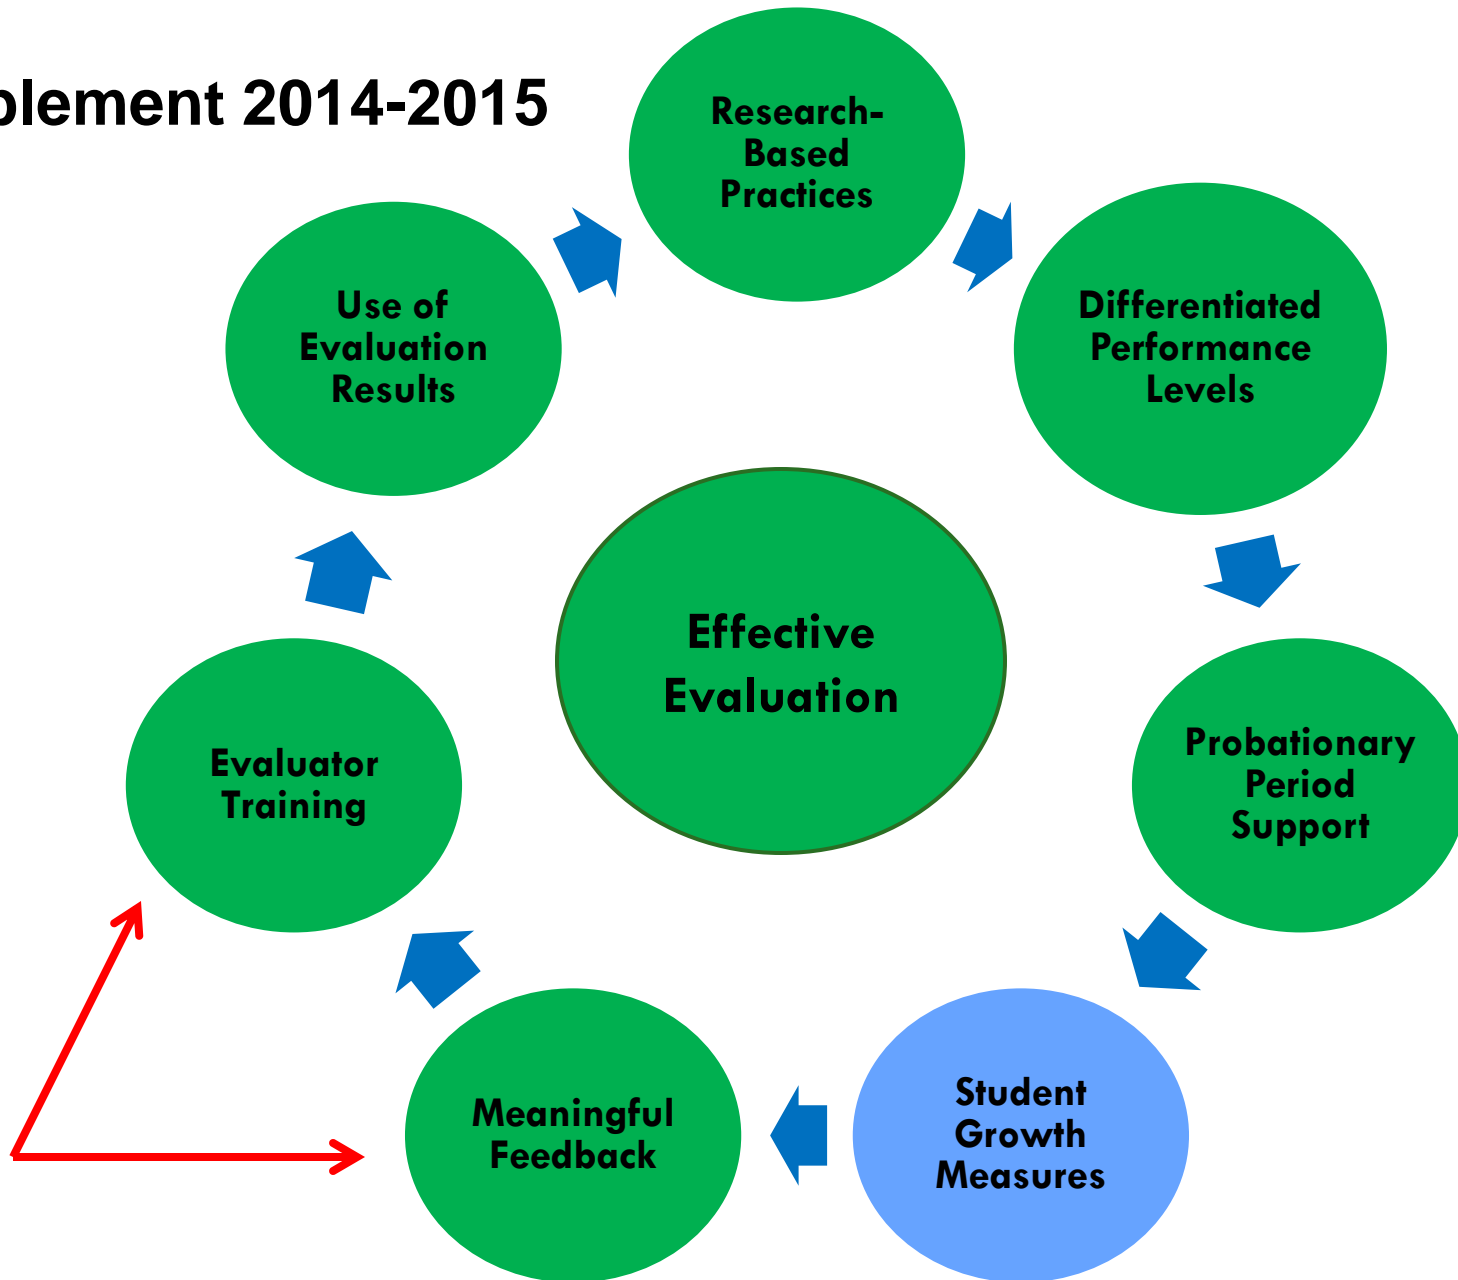 plement 2014-2015
Research-
Based
Practices
Differentiated
Performance
Levels
Probationary
Period
Support
Student
Growth
Measures
Meaningful
Feedback
Evaluator
Training
Use of
Evaluation
Results
Effective
Evaluation